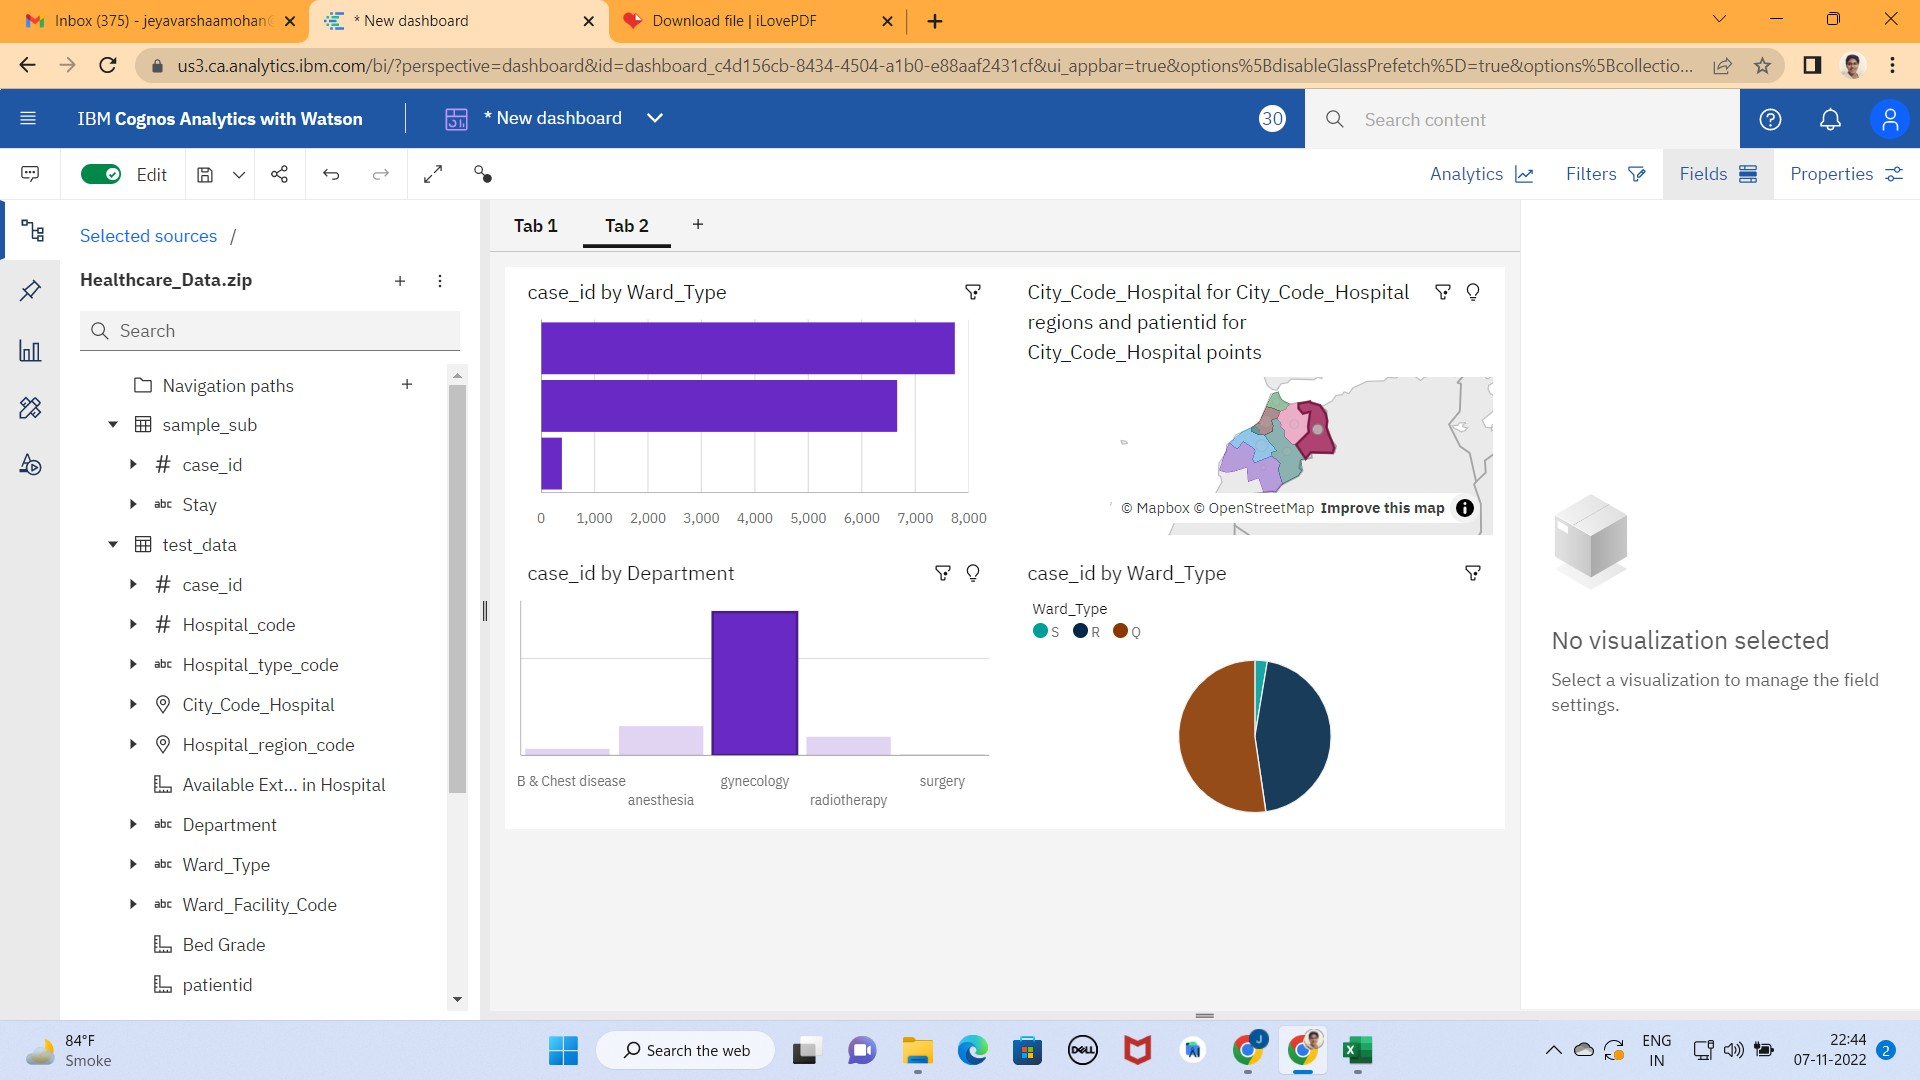 Inbox (375) - jeyavarshaamohan
* New dashboard
Download file | iLovePDF
us3.ca.analytics.ibm.com/bi/?perspective=dashboard&id=dashboard_c4d156cb-8434-4504-a1b0-e88aaf2431cf&ui_appbar=true&options%5BdisableGlassPrefetch%5D=true&options%5Bcollectio...
IBM Cognos Analytics with Watson
* New dashboard
30
Search content
Edit
Analytics
Filters
Fields
Properties
Selected sources /
Healthcare_Data.zip
Search
Navigation paths
sample_sub
# case_id
abc Stay
test_data
# case_id
# Hospital_code
abc Hospital_type_code
City_Code_Hospital
Hospital_region_code
Available Ext... in Hospital
abc Department
abc Ward_Type
abc Ward_Facility_Code
Bed Grade
patientid
Tab 1
Tab 2
+
case_id by Ward_Type
0 1,000 2,000 3,000 4,000 5,000 6,000 7,000 8,000
City_Code_Hospital for City_Code_Hospital
regions and patientid for
City_Code_Hospital points
© Mapbox © OpenStreetMap Improve this map
case_id by Department
B & Chest disease
anesthesia
gynecology
radiotherapy
surgery
case_id by Ward_Type
Ward_Type
S R Q
No visualization selected
Select a visualization to manage the field
settings.
84°F
Smoke
Search the web
DELL
ENG
IN
22:44
07-11-2022
2